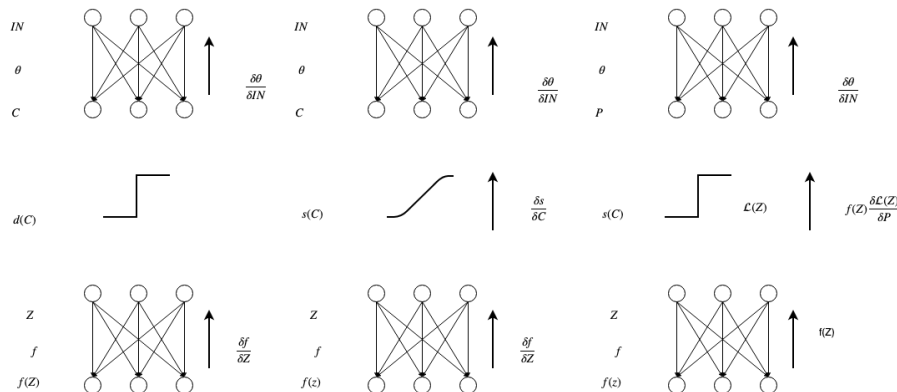 IN IN IN
θ θ θ
δθ/δIN δθ/δIN δθ/δIN
C C P
d(C) s(C) δs/δC s(C) ℒ(Z) f(Z) δℒ(Z)/δP
Z Z Z
f δf/δZ f δf/δZ f f(Z)
f(Z) f(z) f(z)